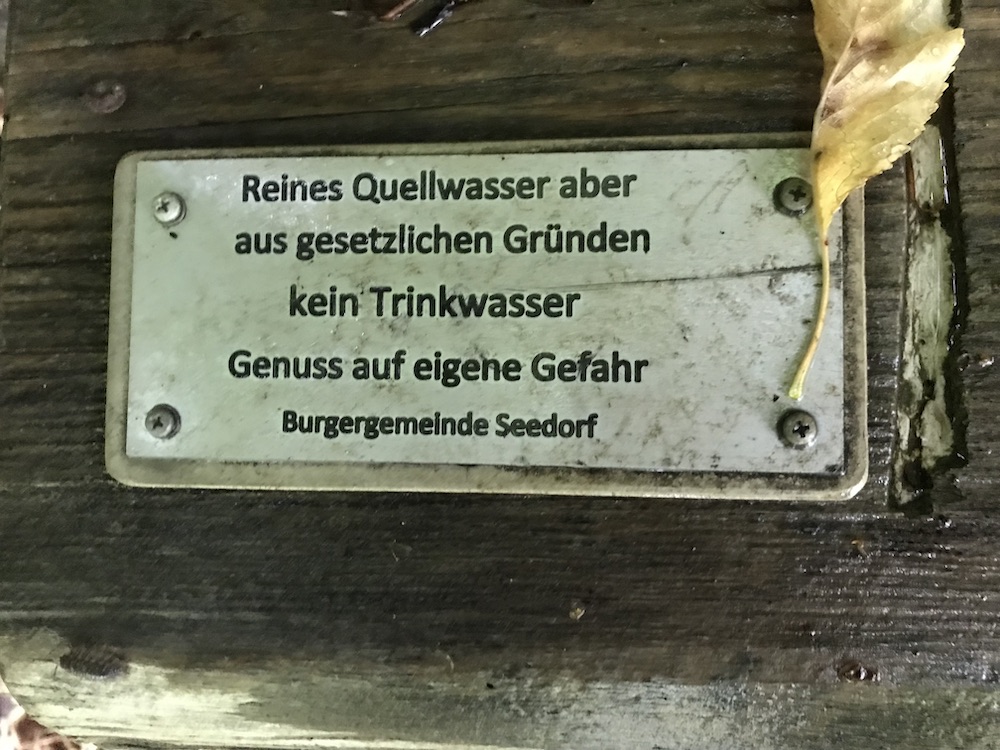 Reines Quellwasser aber
aus gesetzlichen Gründen
kein Trinkwasser
Genuss auf eigene Gefahr
Burgergemeinde Seedorf